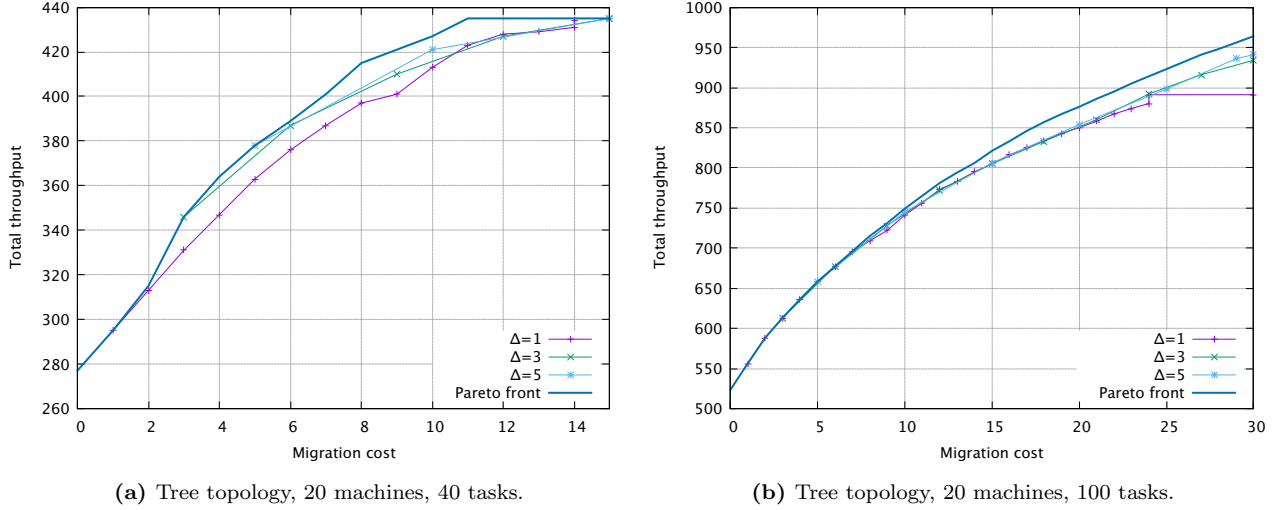 440
420
400
380
360
340
320
300
280
260
Total throughput
0 2 4 6 8 10 12 14
Migration cost
Δ=1
Δ=3
Δ=5
Pareto front
(a) Tree topology, 20 machines, 40 tasks.
1000
950
900
850
800
750
700
650
600
550
500
Total throughput
0 5 10 15 20 25 30
Migration cost
Δ=1
Δ=3
Δ=5
Pareto front
(b) Tree topology, 20 machines, 100 tasks.